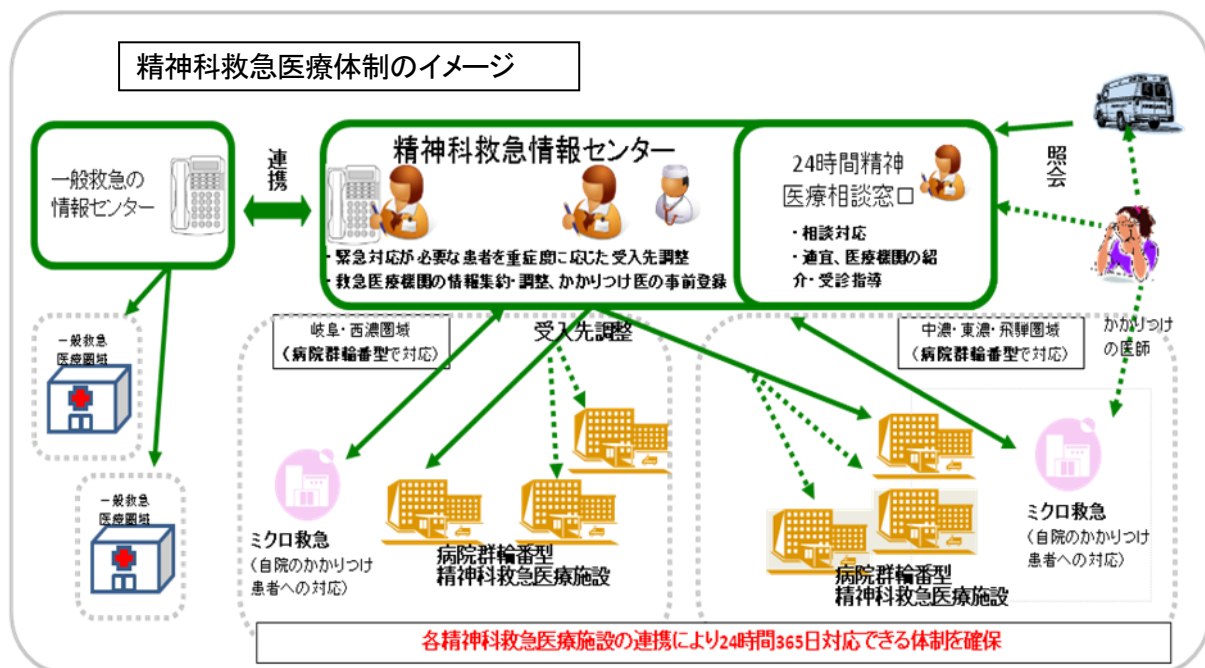 精神科救急医療体制のイメージ
一般救急の
情報センター
連携
精神科救急情報センター
・緊急対応が必要な患者を重症度に応じた受入先調整
・救急医療機関の情報集約・調整、かかりつけ医の事前登録
24時間精神
医療相談窓口
・相談対応
・適宜、医療機関の紹
介・受診指導
照会
かかりつけ
の医師
一般救急
医療圏域
一般救急
医療圏域
岐阜・西濃圏域
（病院群輪番型で対応）
受入先調整
中濃・東濃・飛騨圏域
（病院群輪番型で対応）
ミクロ救急
（自院のかかりつけ
患者への対応）
病院群輪番型
精神科救急医療施設
病院群輪番型
精神科救急医療施設
ミクロ救急
（自院のかかりつけ
患者への対応）
各精神科救急医療施設の連携により24時間365日対応できる体制を確保